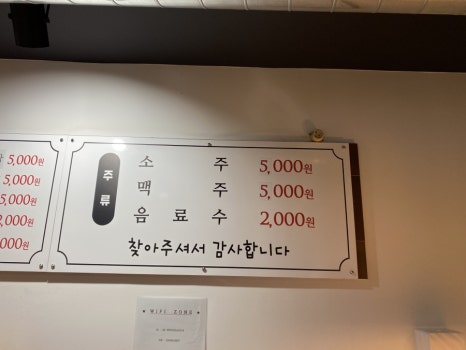 5,000원
5,000원
5,000원
2,000원
,000원
주류
소 주 5,000원
맥 주 5,000원
음 료 수 2,000원
찾아주셔서 감사합니다
WIFI ZONE